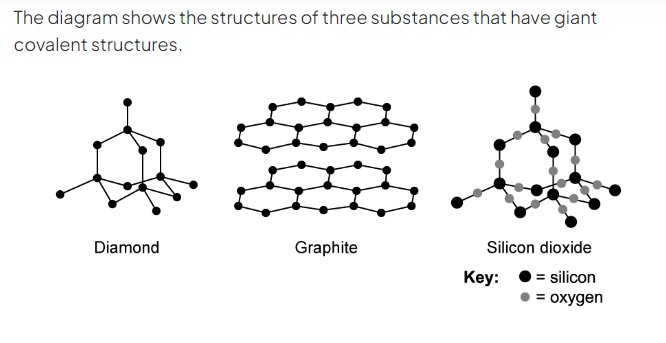 The diagram shows the structures of three substances that have giant
covalent structures.
Diamond
Graphite
Silicon dioxide
Key: = silicon
= oxygen